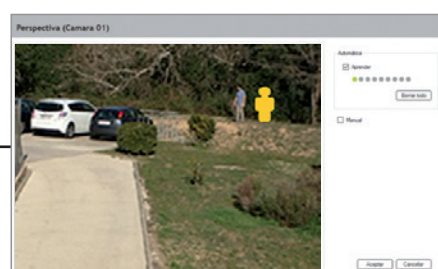 Perspectiva (Camara 01)
Automática
Aprender
Borrar todo
Manual
Aceptar
Cancelar